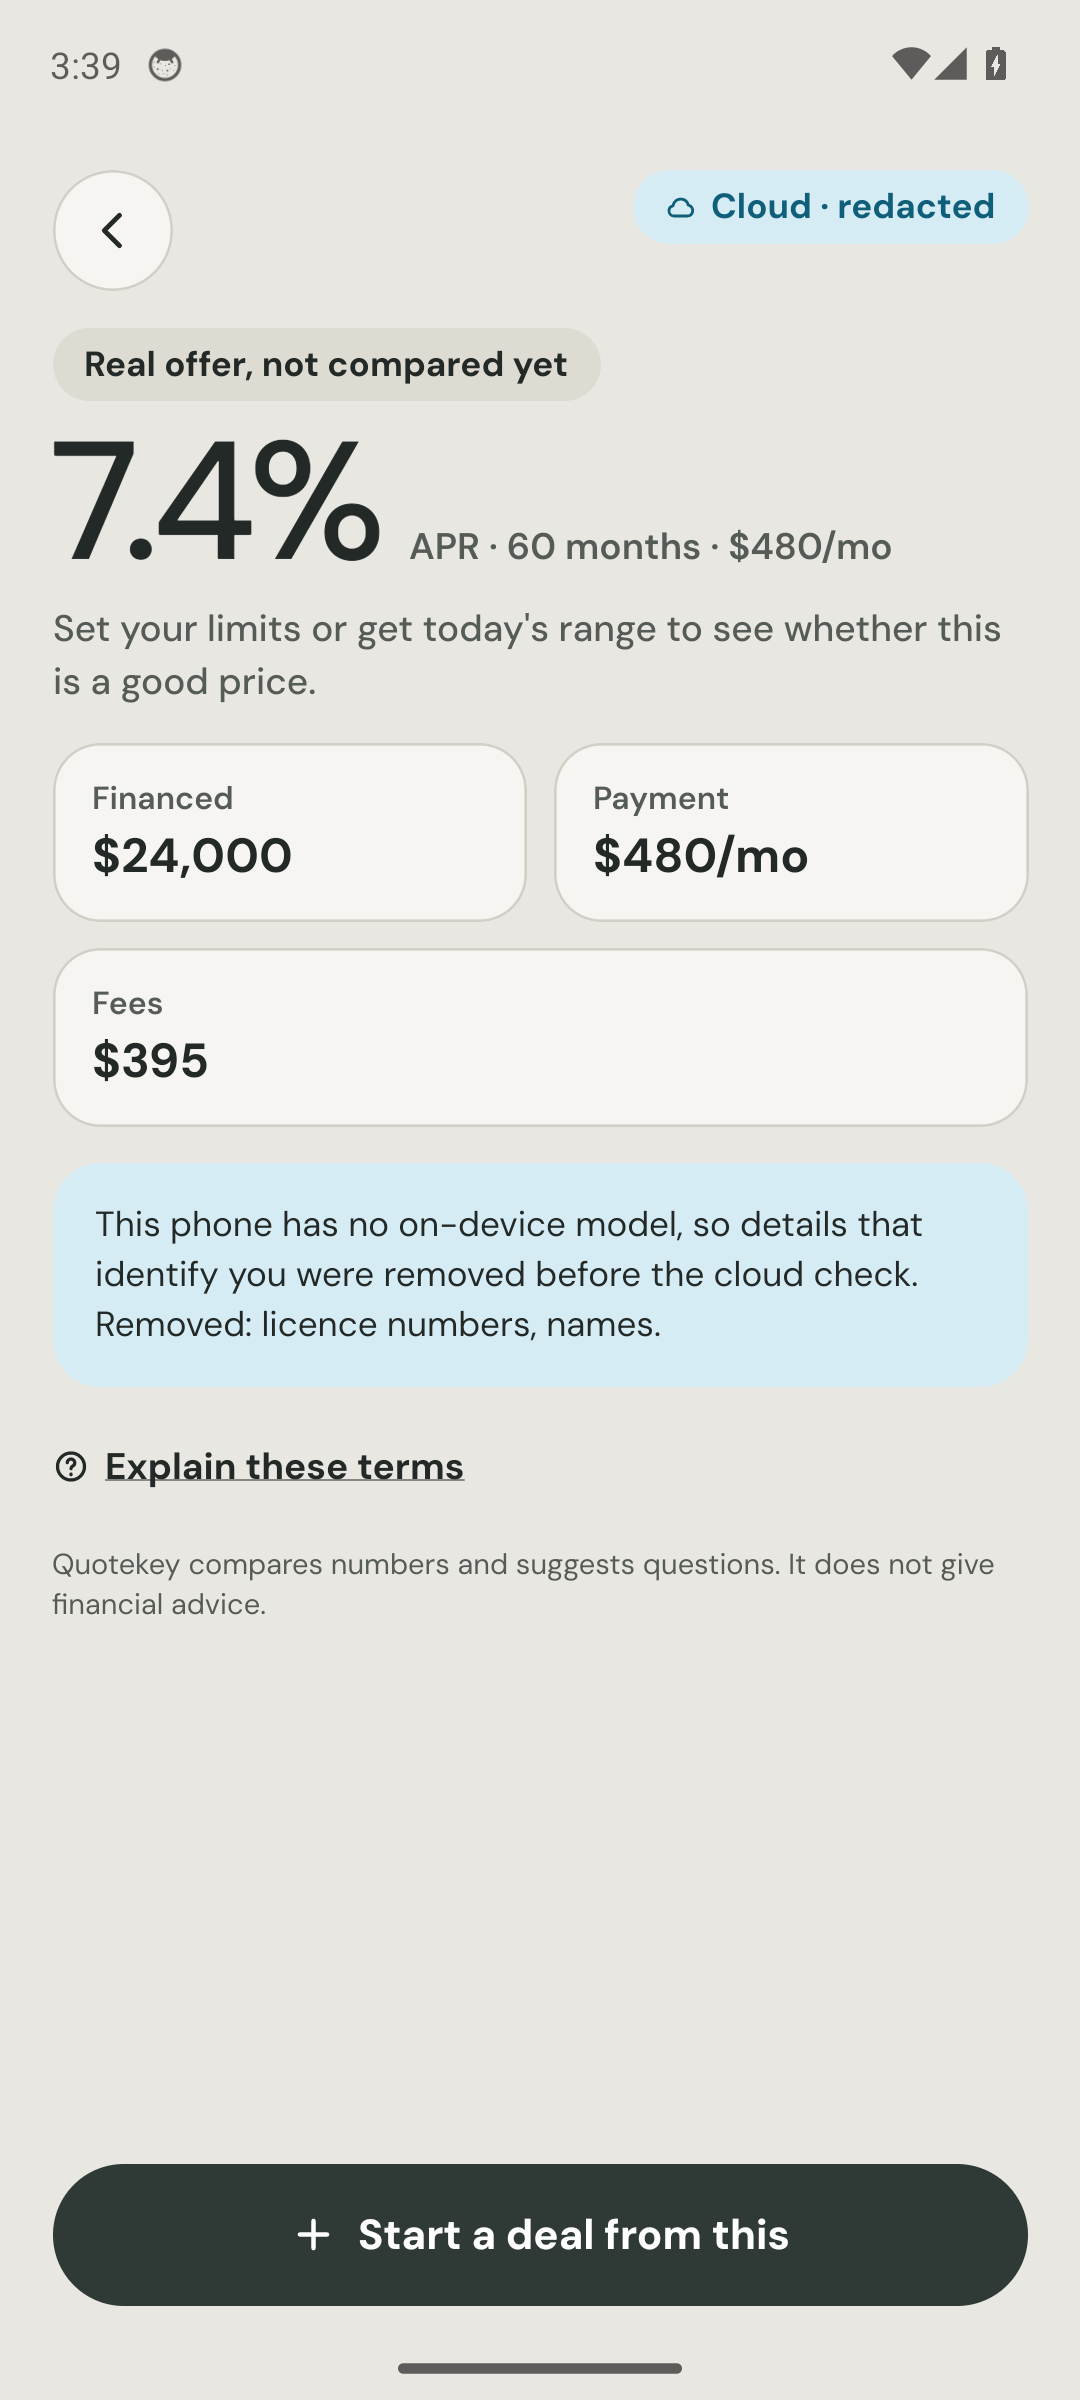 3:39
Cloud · redacted
Real offer, not compared yet
7.4% APR · 60 months · $480/mo
Set your limits or get today's range to see whether this
is a good price.
Financed
$24,000
Payment
$480/mo
Fees
$395
This phone has no on-device model, so details that
identify you were removed before the cloud check.
Removed: licence numbers, names.
Explain these terms
Quotekey compares numbers and suggests questions. It does not give
financial advice.
Start a deal from this